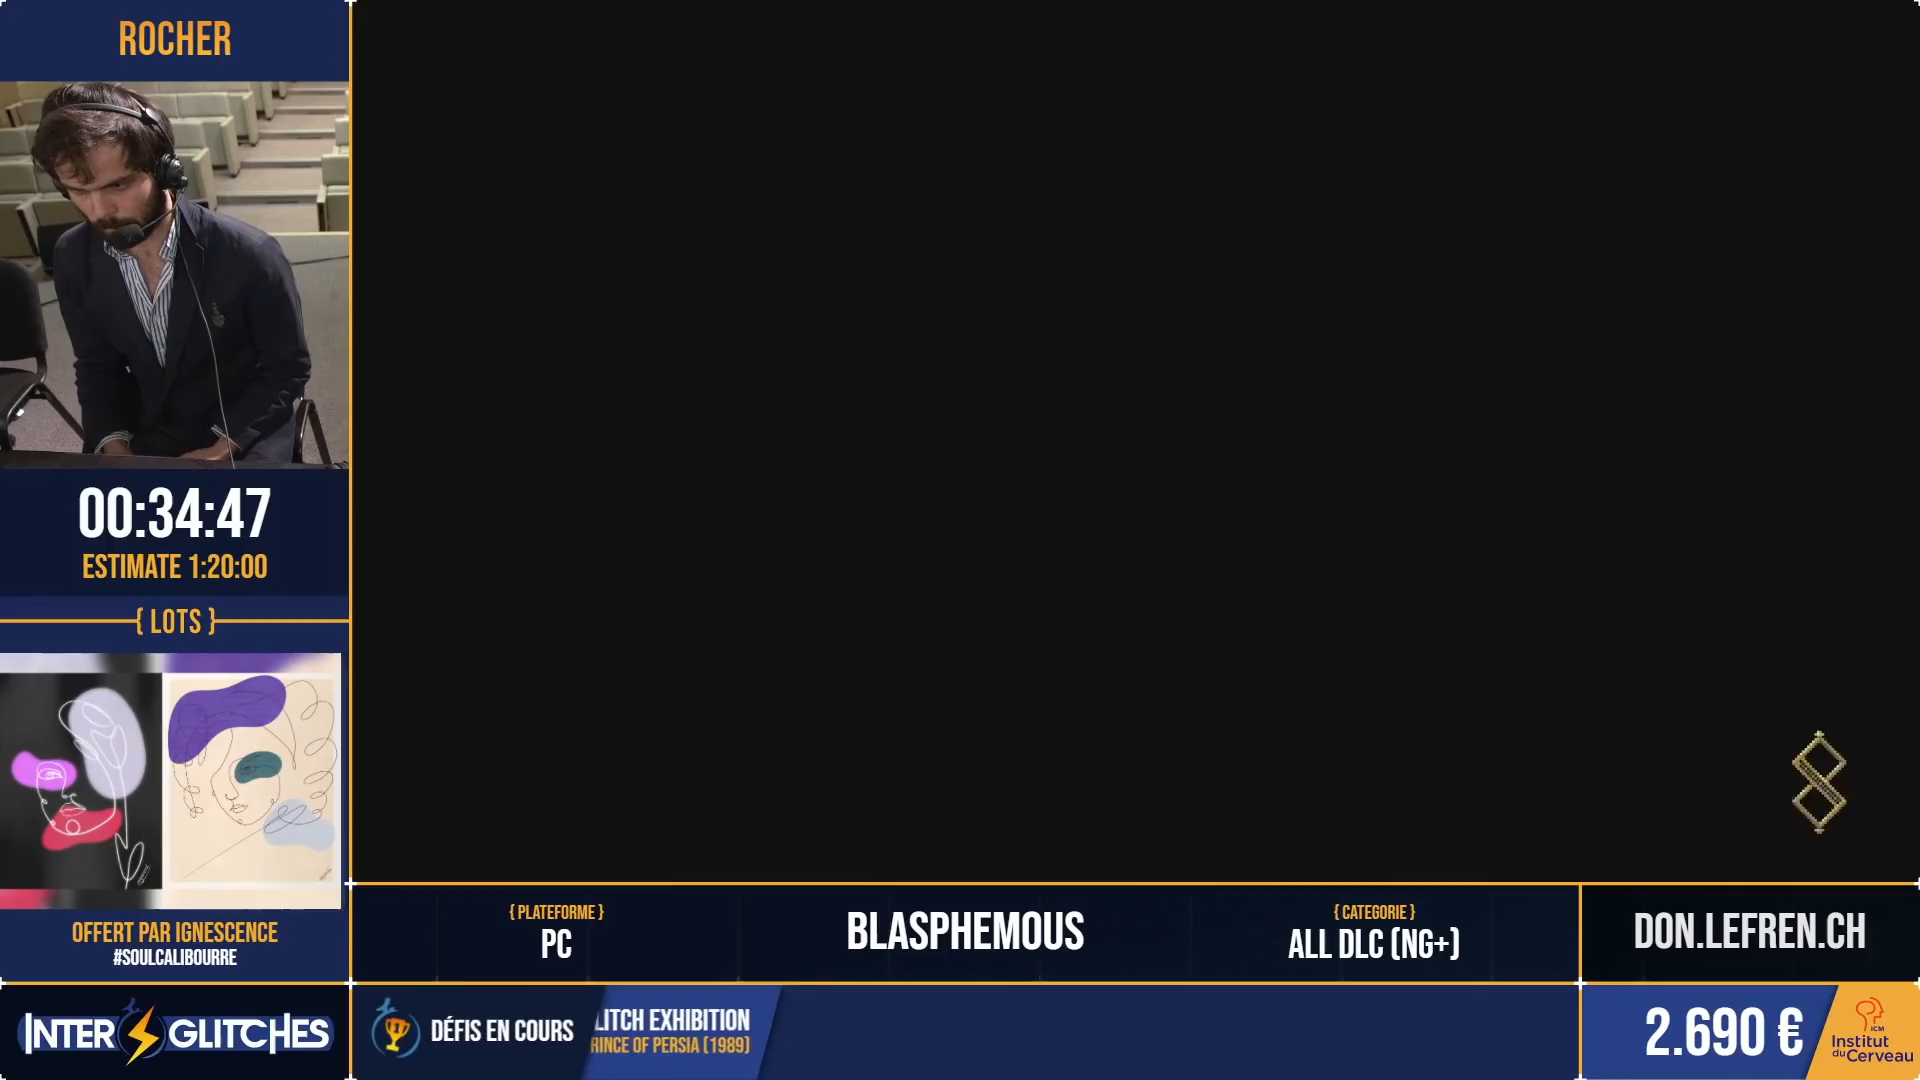 ROCHER
00:34:47
ESTIMATE 1:20:00
{ LOTS }
OFFERT PAR IGNESCENCE
#SOULCALIBOURRE
{ PLATEFORME }
PC
BLASPHEMOUS
{ CATEGORIE }
ALL DLC (NG+)
DON.LEFREN.CH
INTER GLITCHES
DÉFIS EN COURS
LITCH EXHIBITION
RINCE OF PERSIA (1989)
2.690 €
ICM
Institut
du Cerveau